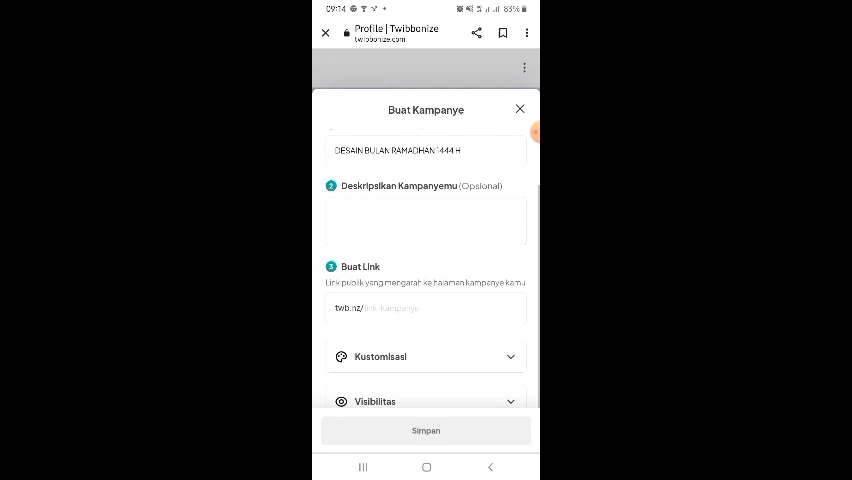 09:14
83%
Profile | Twibbonize
twibbonize.com
Buat Kampanye
DESAIN BULAN RAMADHAN 1444 H
2 Deskripsikan Kampanyemu (Opsional)
3 Buat Link
Link publik yang mengarah ke halaman kampanye kamu
twb.nz/link-kampanye
Kustomisasi
Visibilitas
Simpan